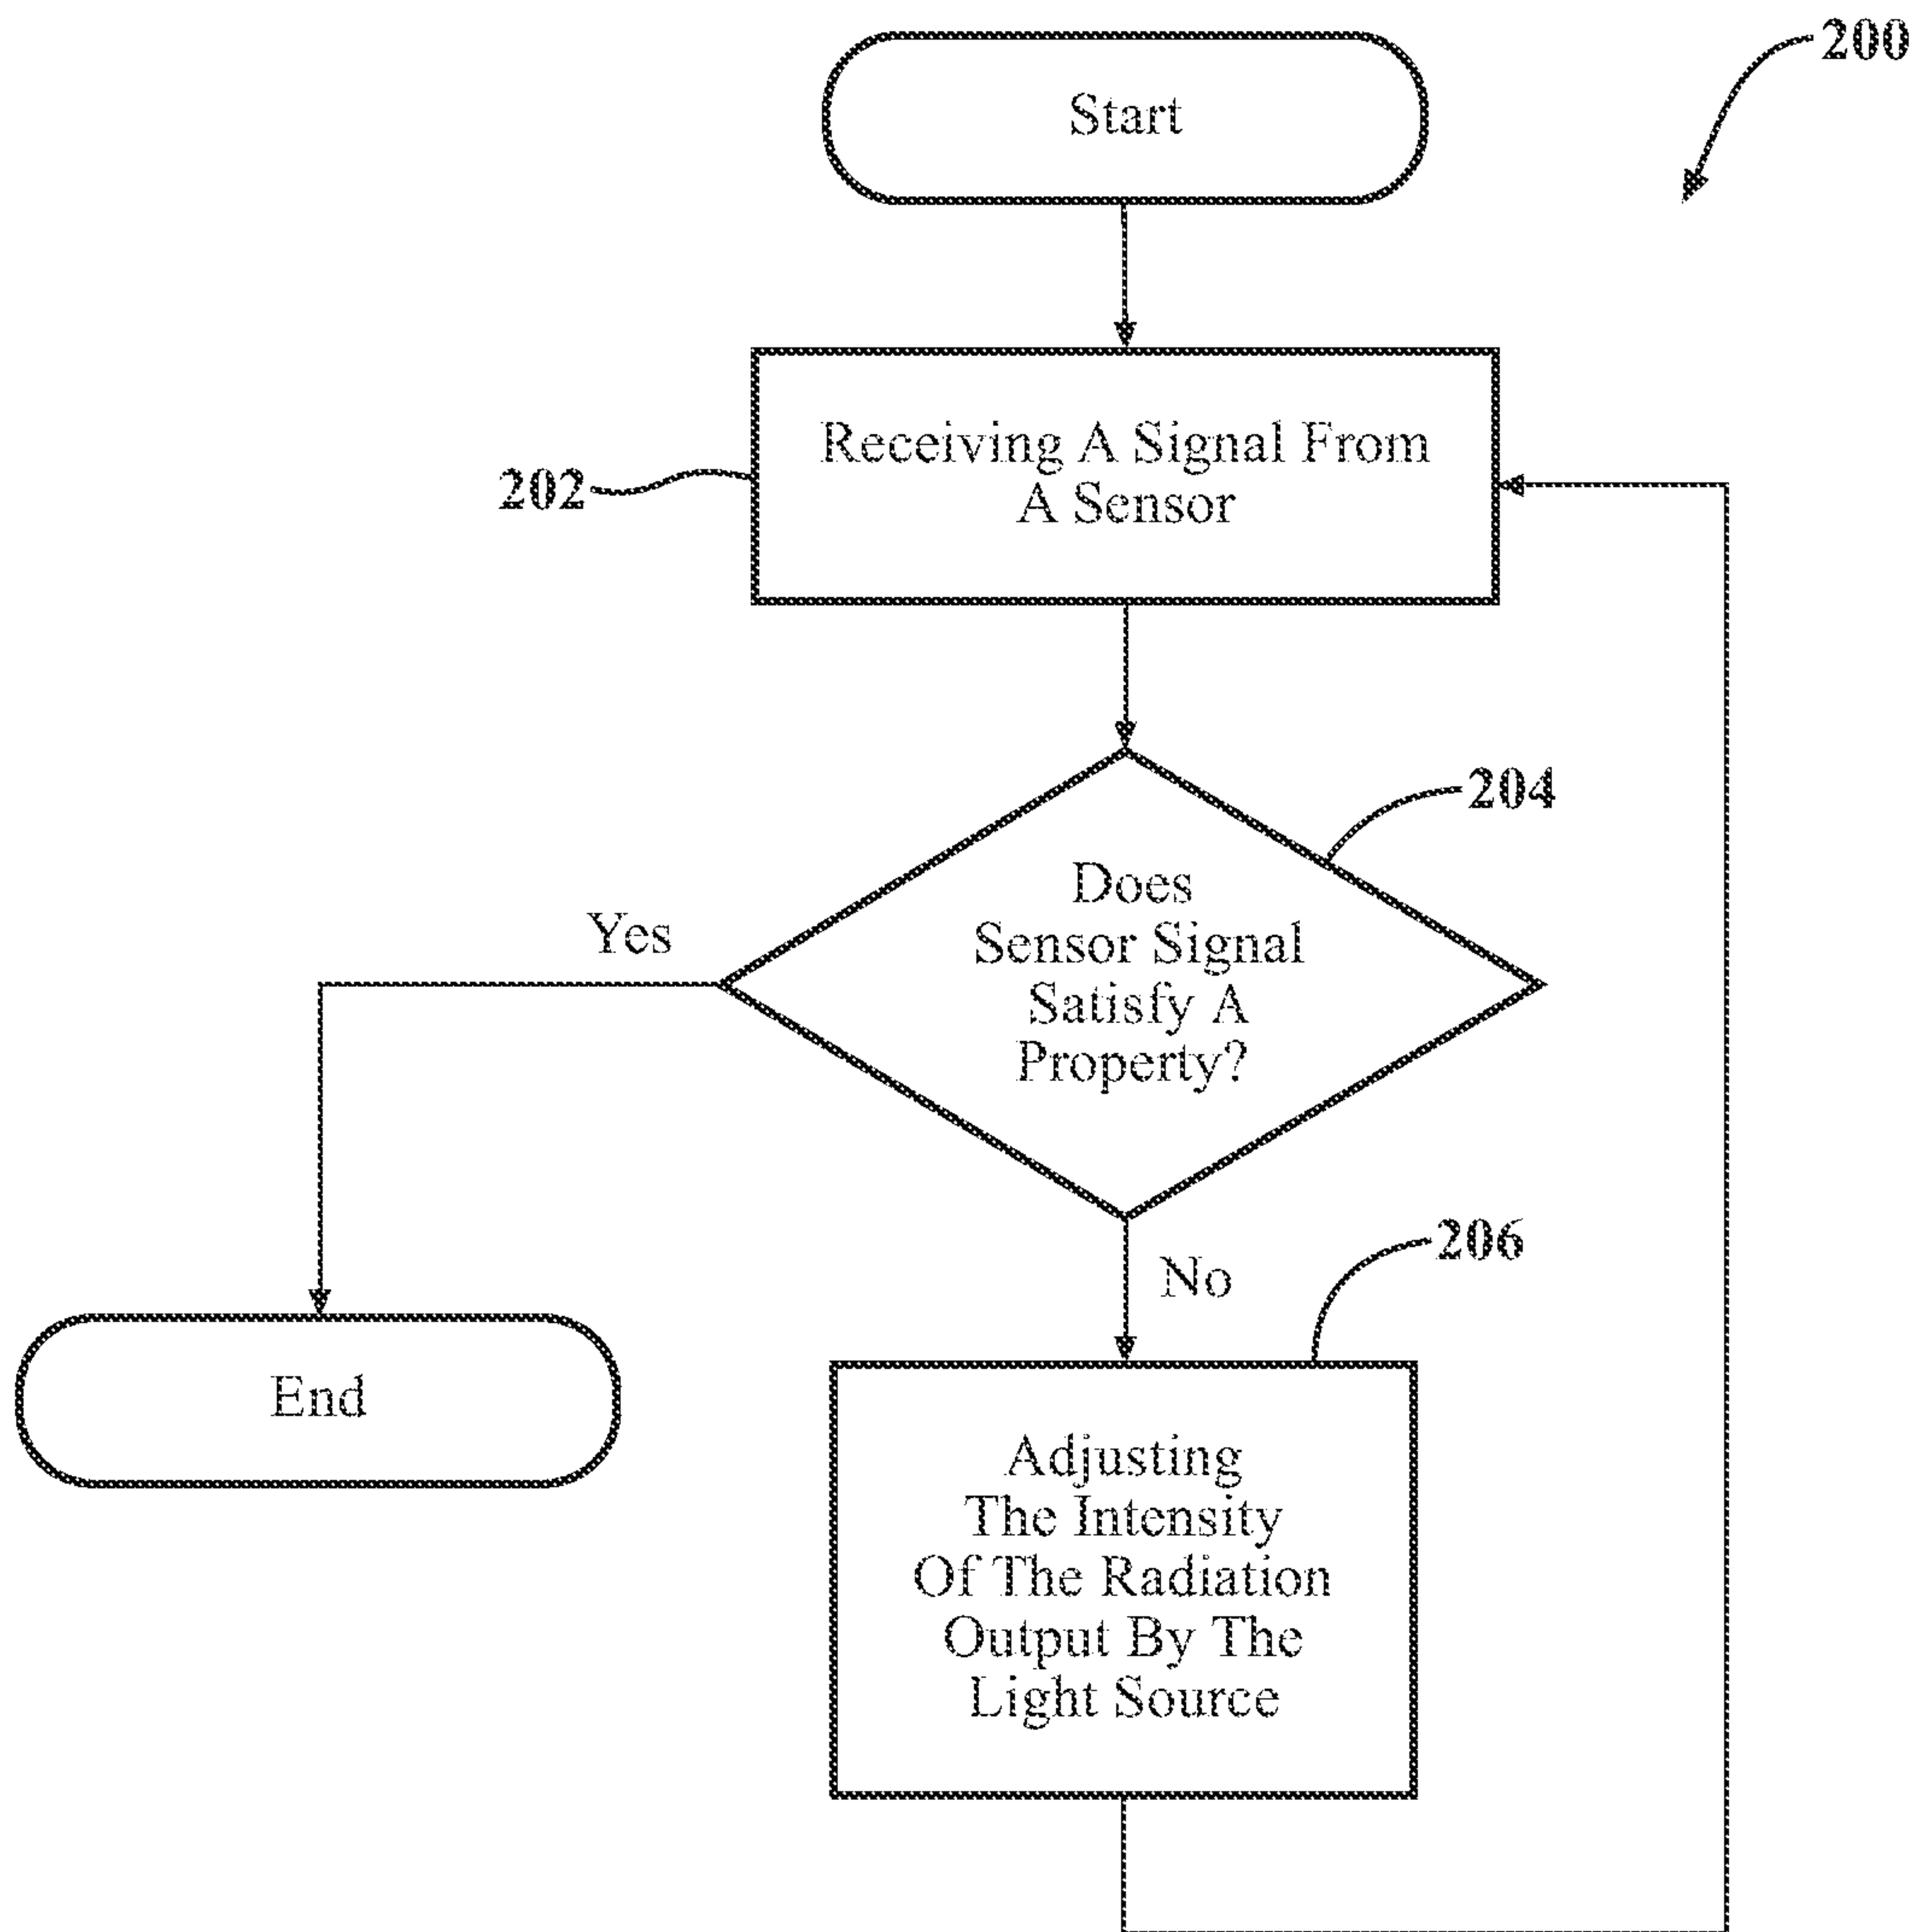 200
Start
Receiving A Signal From
A Sensor
202
204
Does
Sensor Signal
Satisfy A
Property?
Yes
No
206
End
Adjusting
The Intensity
Of The Radiation
Output By The
Light Source